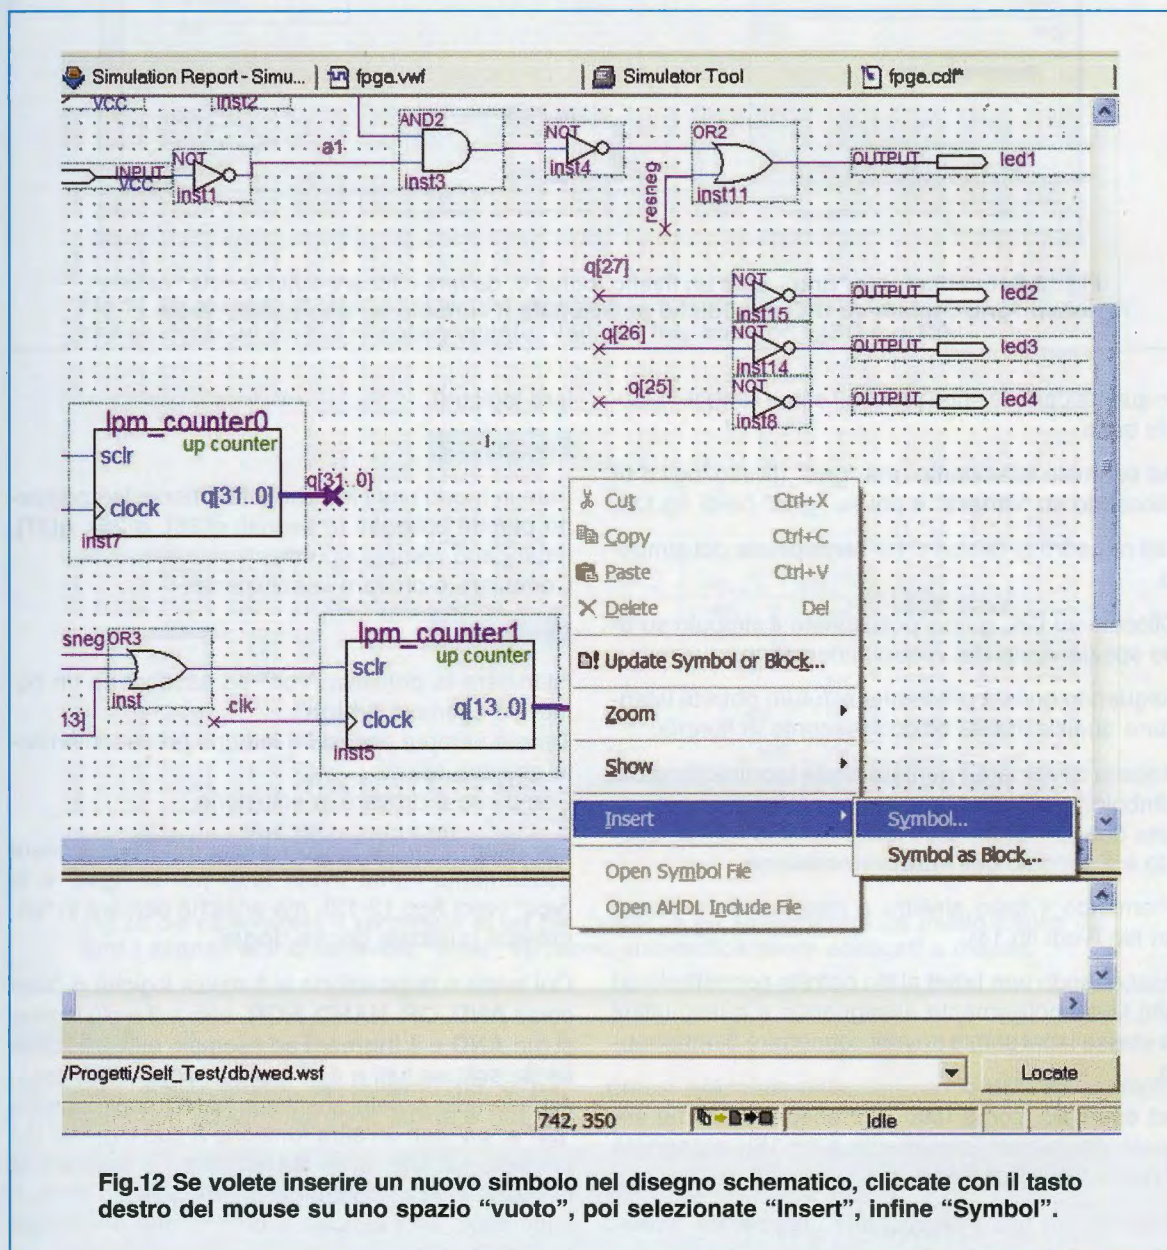 Simulation Report - Simu...
fpga.vwf
Simulator Tool
fpga.cdf*
VCC
inst2
AND2
a1
inst3
NOT
inst4
OR2
inst11
resneg
OUTPUT
led1
INPUT
VCC
NOT
inst1
q[27]
NOT
inst15
OUTPUT
led2
q[26]
NOT
inst14
OUTPUT
led3
q[25]
NOT
inst8
OUTPUT
led4
lpm_counter0
up counter
sclr
q[31..0]
q[31..0]
clock
inst7
sneg
OR3
inst
13]
clk
lpm_counter1
up counter
sclr
q[13..0]
clock
inst5
Cut Ctrl+X
Copy Ctrl+C
Paste Ctrl+V
Delete Del
Update Symbol or Block...
Zoom
Show
Insert
Symbol...
Symbol as Block...
Open Symbol File
Open AHDL Include File
/Progetti/Self_Test/db/wed.wsf
Locate
742, 350
Idle
Fig.12 Se volete inserire un nuovo simbolo nel disegno schematico, cliccate con il tasto
destro del mouse su uno spazio “vuoto”, poi selezionate “Insert”, infine “Symbol”.